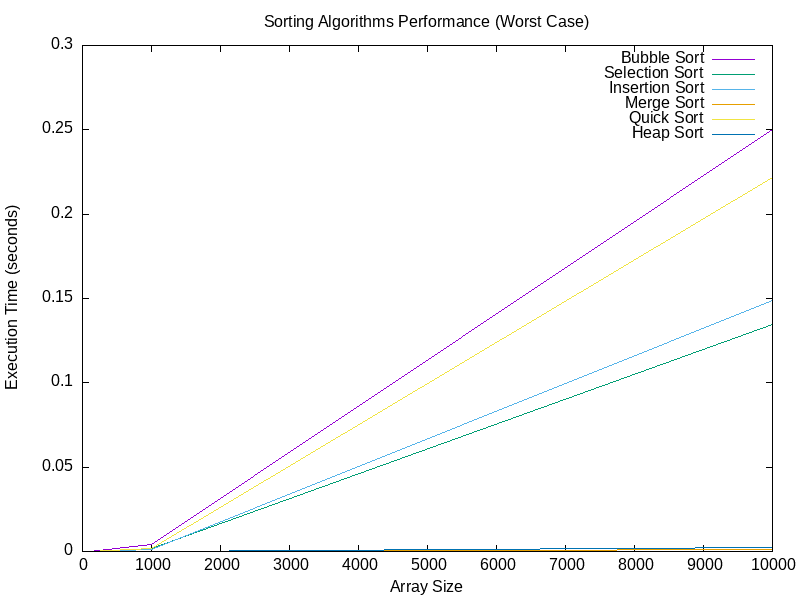 Sorting Algorithms Performance (Worst Case)
0.3
0.25
0.2
0.15
0.1
0.05
0
Execution Time (seconds)
Bubble Sort
Selection Sort
Insertion Sort
Merge Sort
Quick Sort
Heap Sort
0 1000 2000 3000 4000 5000 6000 7000 8000 9000 10000
Array Size